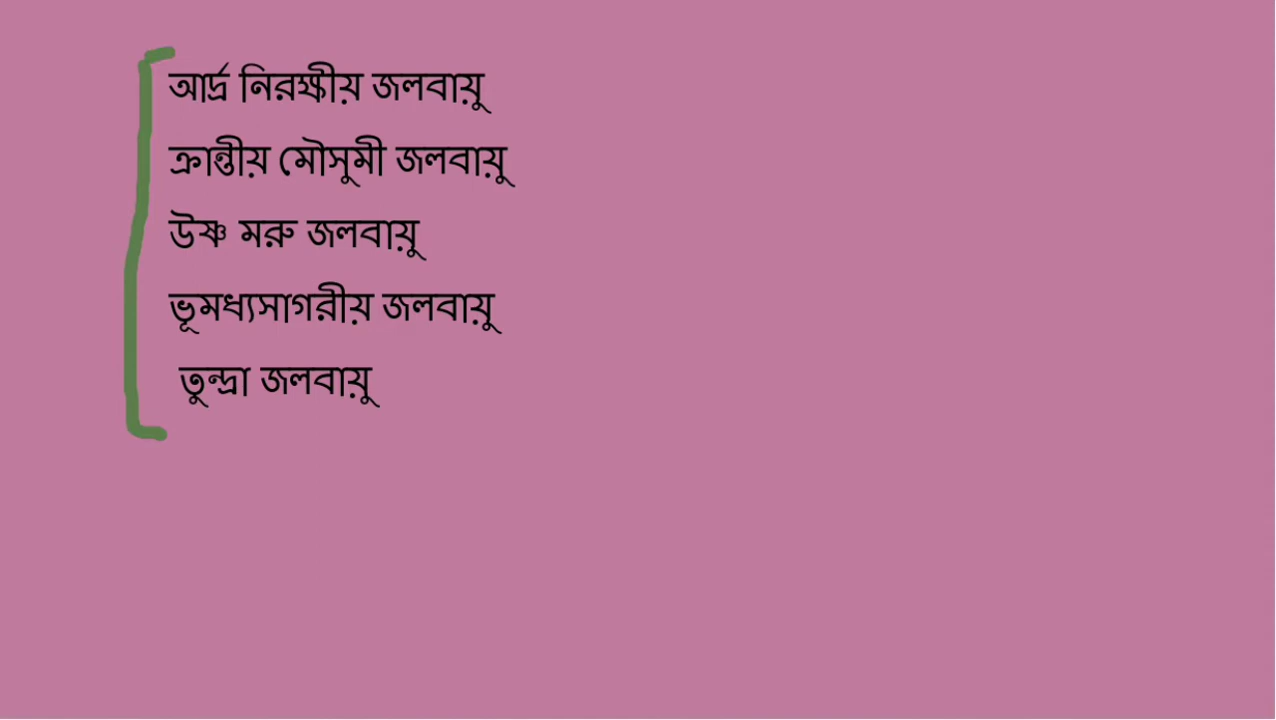 আর্দ্র নিরক্ষীয় জলবায়ু
ক্রান্তীয় মৌসুমী জলবায়ু
উষ্ণ মরু জলবায়ু
ভূমধ্যসাগরীয় জলবায়ু
তুন্দ্রা জলবায়ু